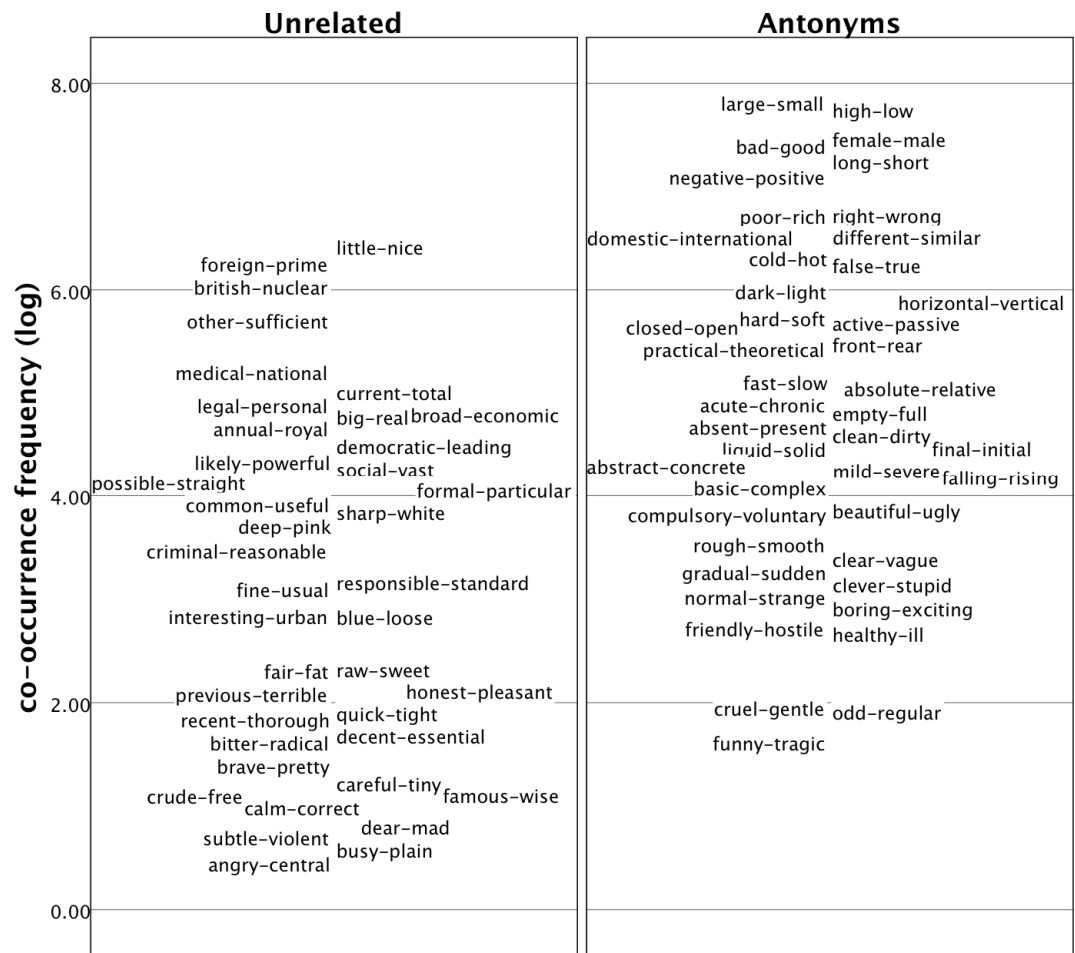 Unrelated
Antonyms
co-occurrence frequency (log)
8.00
6.00
4.00
2.00
0.00
little-nice
foreign-prime
british-nuclear
other-sufficient
medical-national
current-total
legal-personal
big-real
broad-economic
annual-royal
democratic-leading
likely-powerful
social-vast
possible-straight
formal-particular
common-useful
sharp-white
deep-pink
criminal-reasonable
responsible-standard
fine-usual
interesting-urban
blue-loose
fair-fat
raw-sweet
previous-terrible
honest-pleasant
recent-thorough
quick-tight
bitter-radical
decent-essential
brave-pretty
careful-tiny
crude-free
famous-wise
calm-correct
dear-mad
subtle-violent
busy-plain
angry-central
large-small
high-low
female-male
bad-good
long-short
negative-positive
poor-rich
right-wrong
domestic-international
different-similar
cold-hot
false-true
dark-light
horizontal-vertical
hard-soft
closed-open
active-passive
practical-theoretical
front-rear
fast-slow
absolute-relative
acute-chronic
empty-full
absent-present
clean-dirty
liquid-solid
final-initial
abstract-concrete
mild-severe
falling-rising
basic-complex
compulsory-voluntary
beautiful-ugly
rough-smooth
clear-vague
gradual-sudden
clever-stupid
normal-strange
boring-exciting
friendly-hostile
healthy-ill
cruel-gentle
odd-regular
funny-tragic